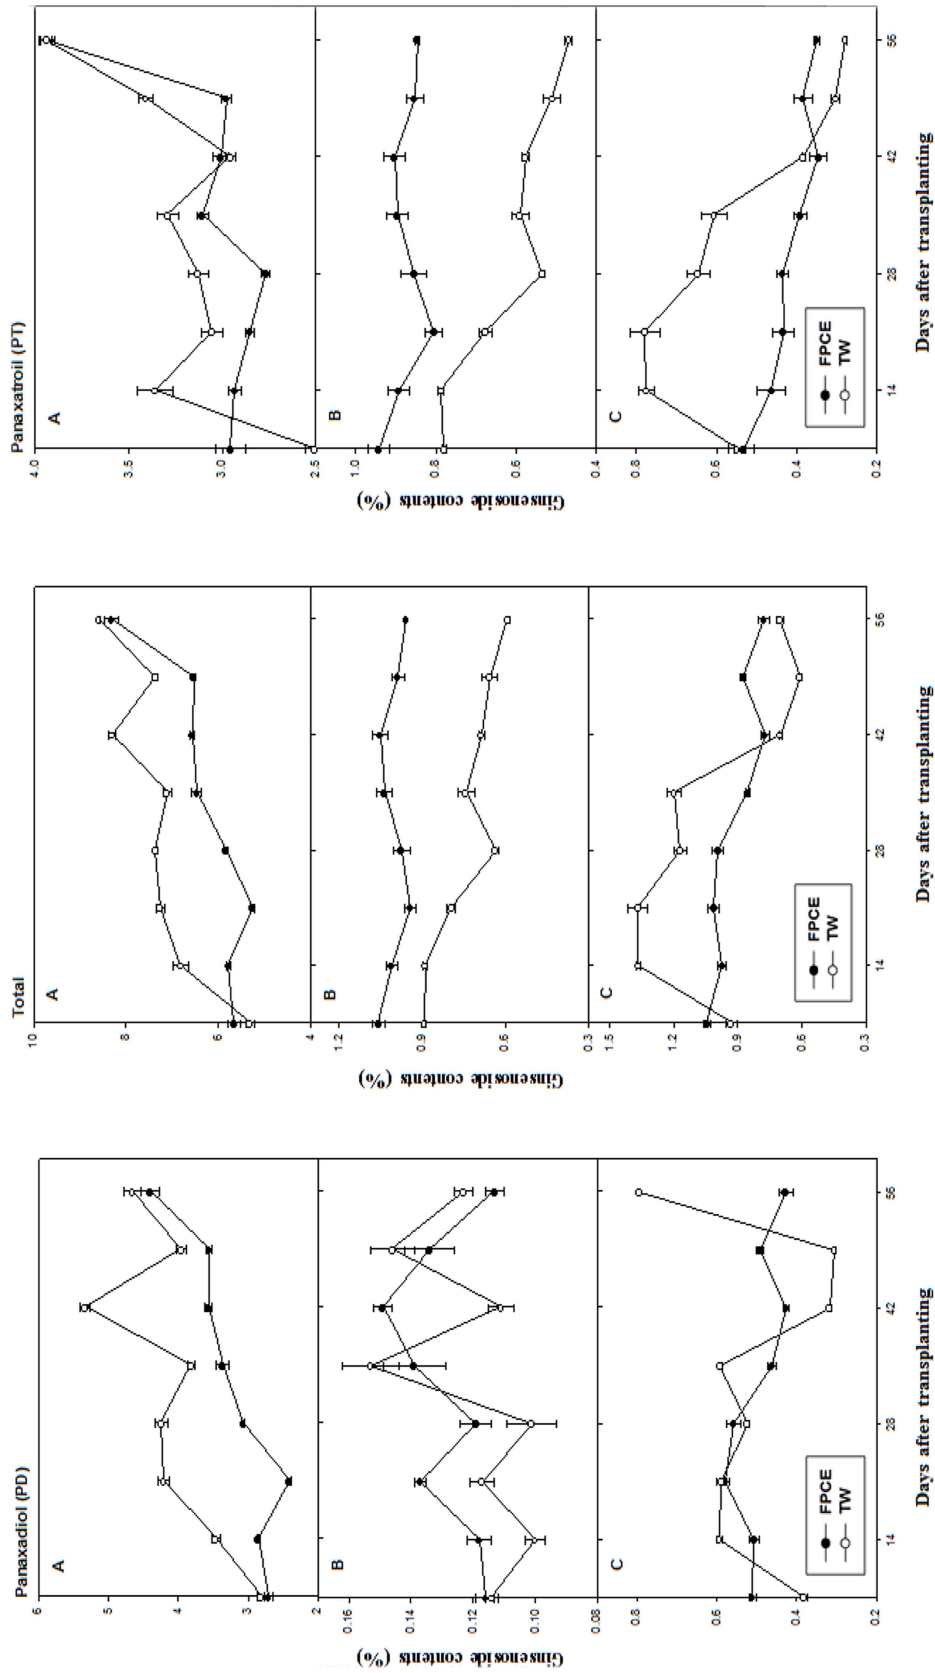 Panaxadiol (PD)
A
6
5
4
3
2
B
0.16
0.14
0.12
0.10
0.08
C
0.8
0.6
0.4
0.2
FPCE
TW
14
28
42
56
Ginsenoside contents (%)
Days after transplanting
Total
A
10
8
6
4
B
1.2
0.9
0.6
0.3
C
1.5
1.2
0.9
0.6
0.3
FPCE
TW
14
28
42
56
Ginsenoside contents (%)
Ginsenoside contents (%)
Days after transplanting
Panaxatroil (PT)
A
4.0
3.5
3.0
2.5
B
1.0
0.8
0.6
0.4
C
0.8
0.6
0.4
0.2
FPCE
TW
14
28
42
56
Ginsenoside contents (%)
Days after transplanting